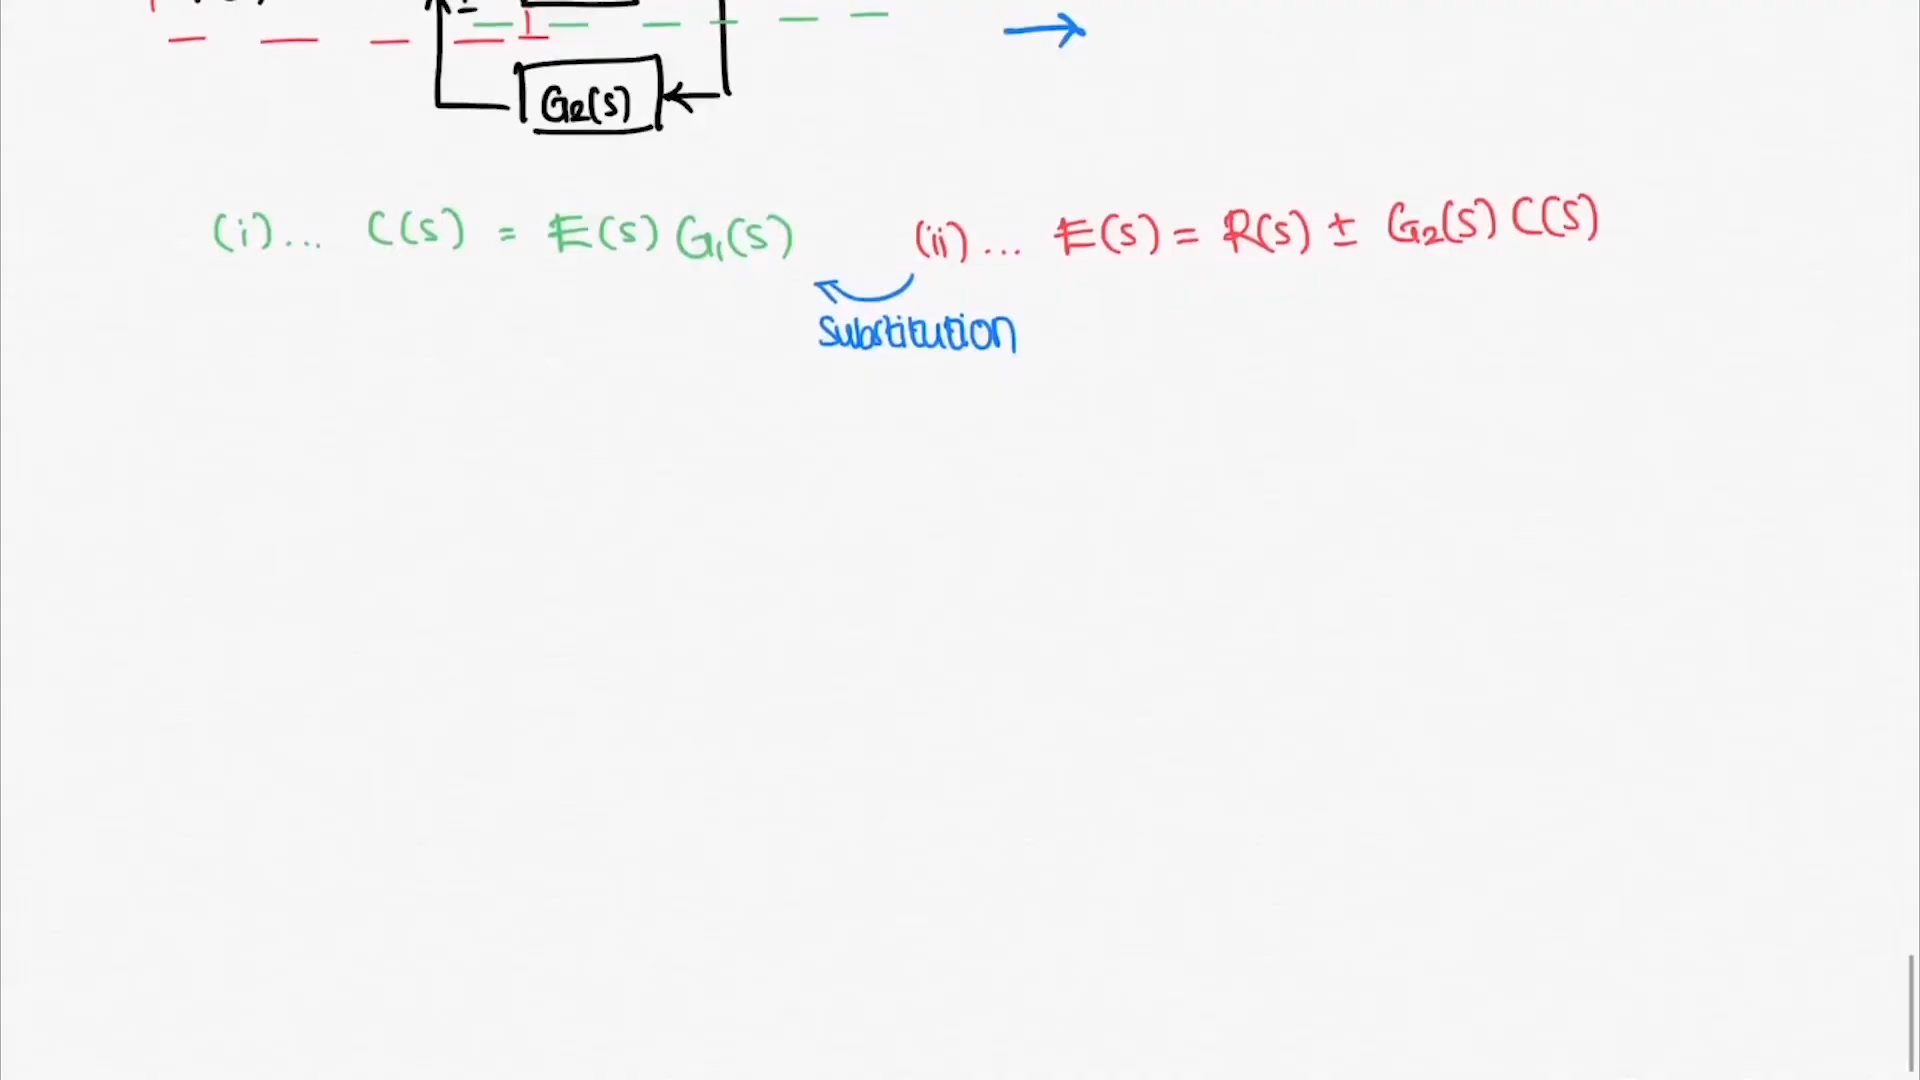 ±
G₂(s)
(i)... C(s) = E(s) G₁(s)
(ii)... E(s) = R(s) ± G₂(s) C(s)
Substitution